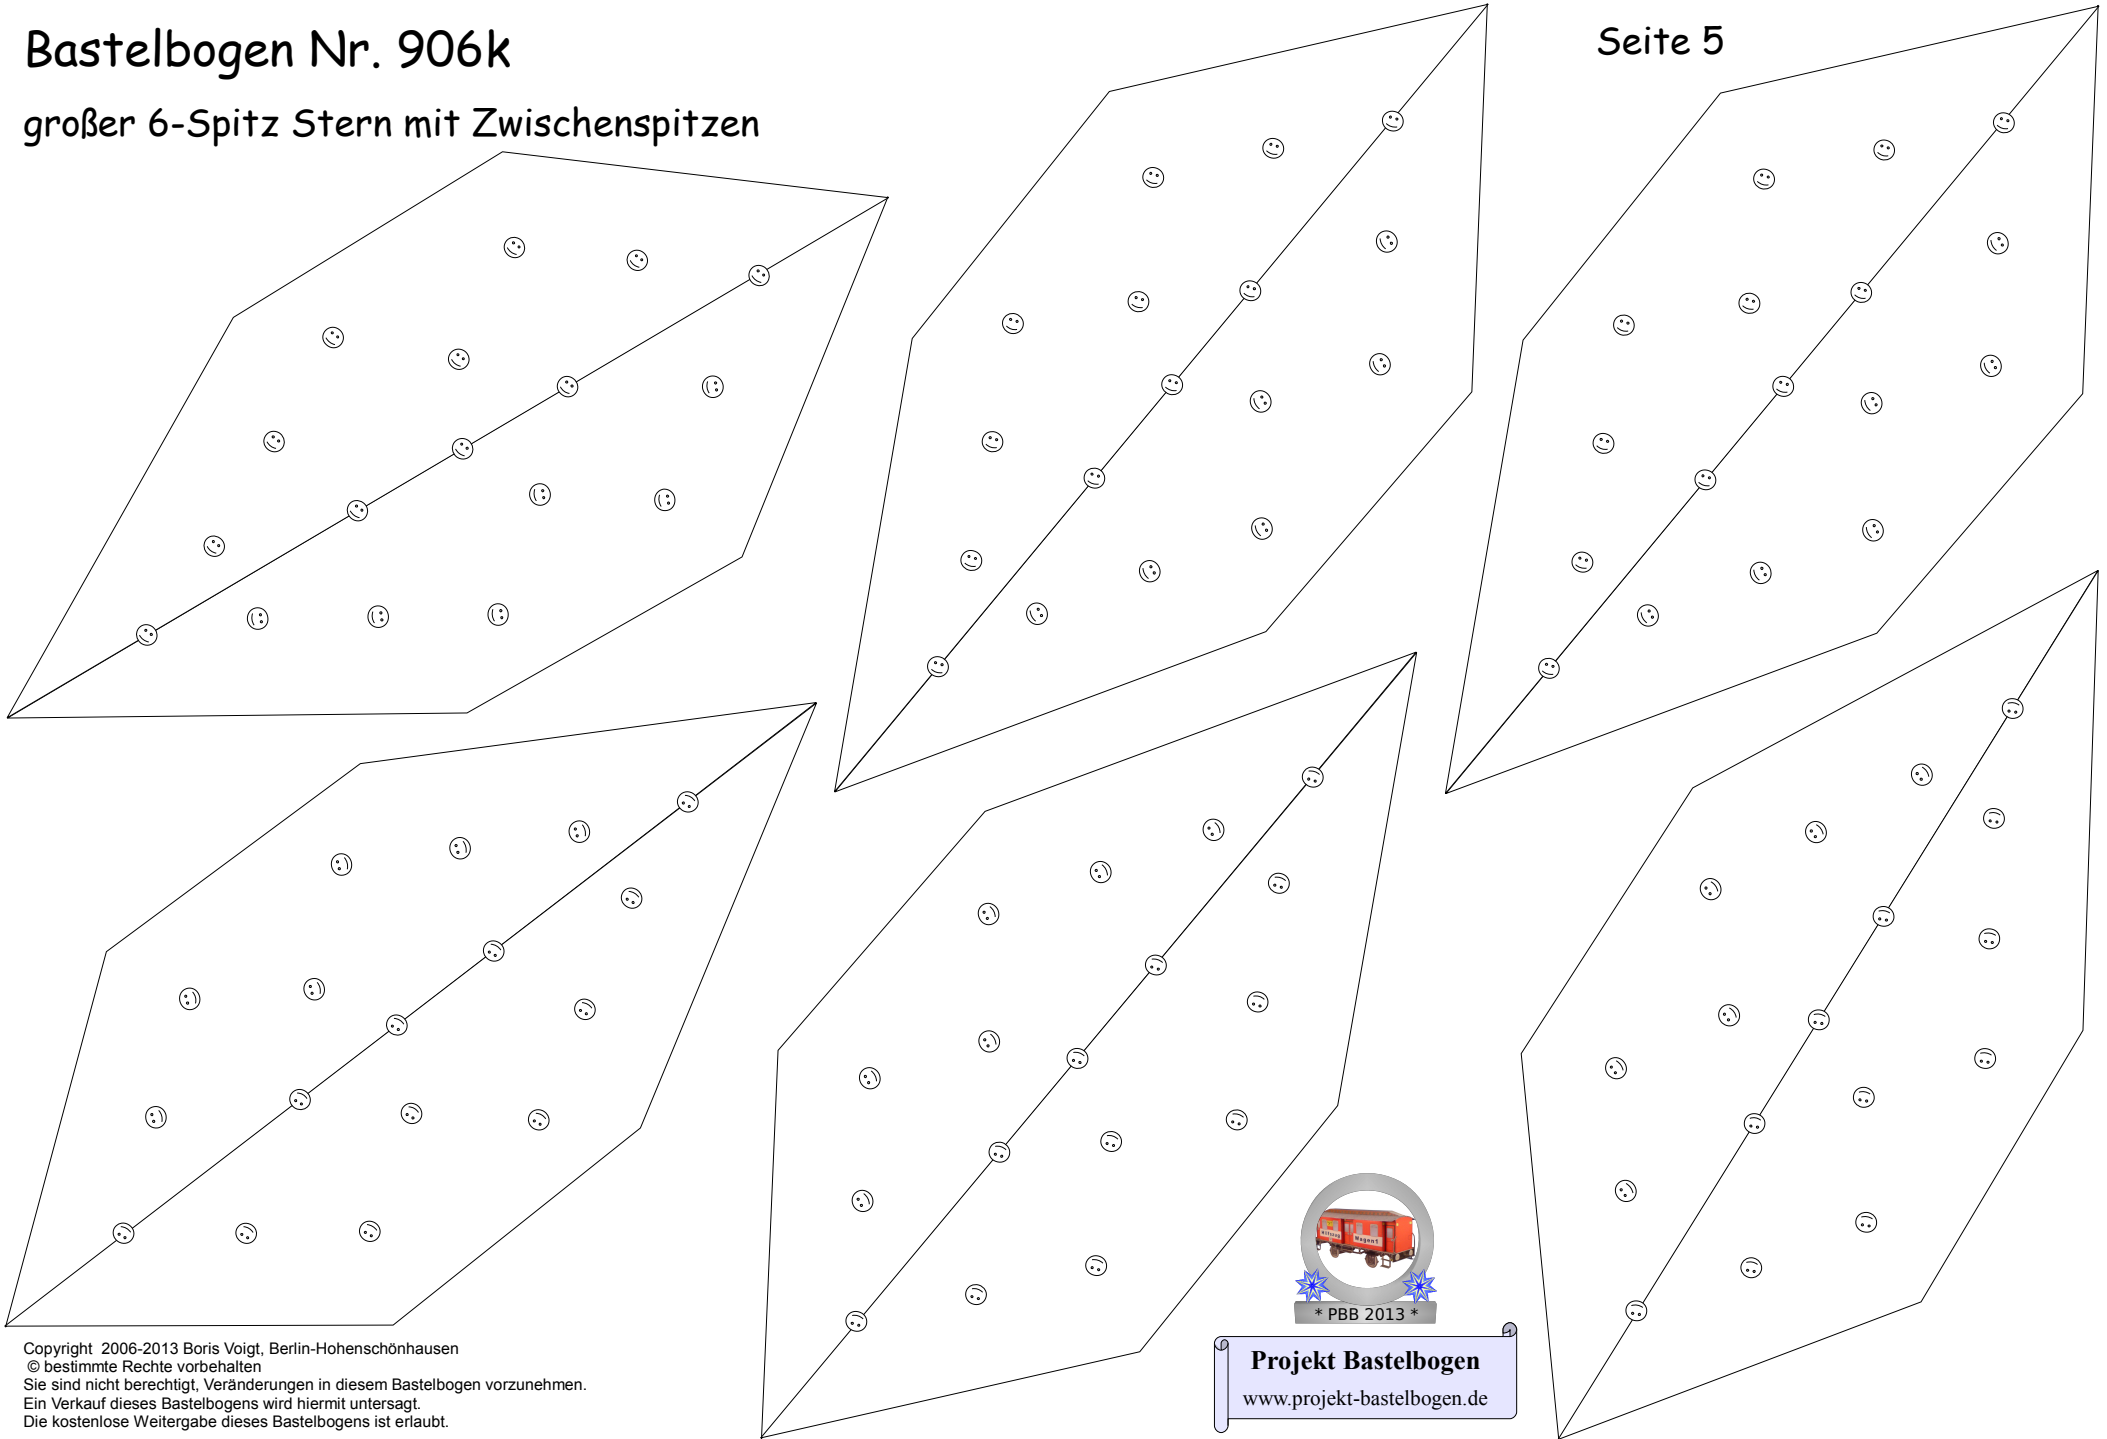 Bastelbogen Nr. 906k
Seite 5
großer 6-Spitz Stern mit Zwischenspitzen
* PBB 2013 *
Projekt Bastelbogen
www.projekt-bastelbogen.de
Copyright  2006-2013 Boris Voigt, Berlin-Hohenschönhausen
© bestimmte Rechte vorbehalten
Sie sind nicht berechtigt, Veränderungen in diesem Bastelbogen vorzunehmen.
Ein Verkauf dieses Bastelbogens wird hiermit untersagt.
Die kostenlose Weitergabe dieses Bastelbogens ist erlaubt.